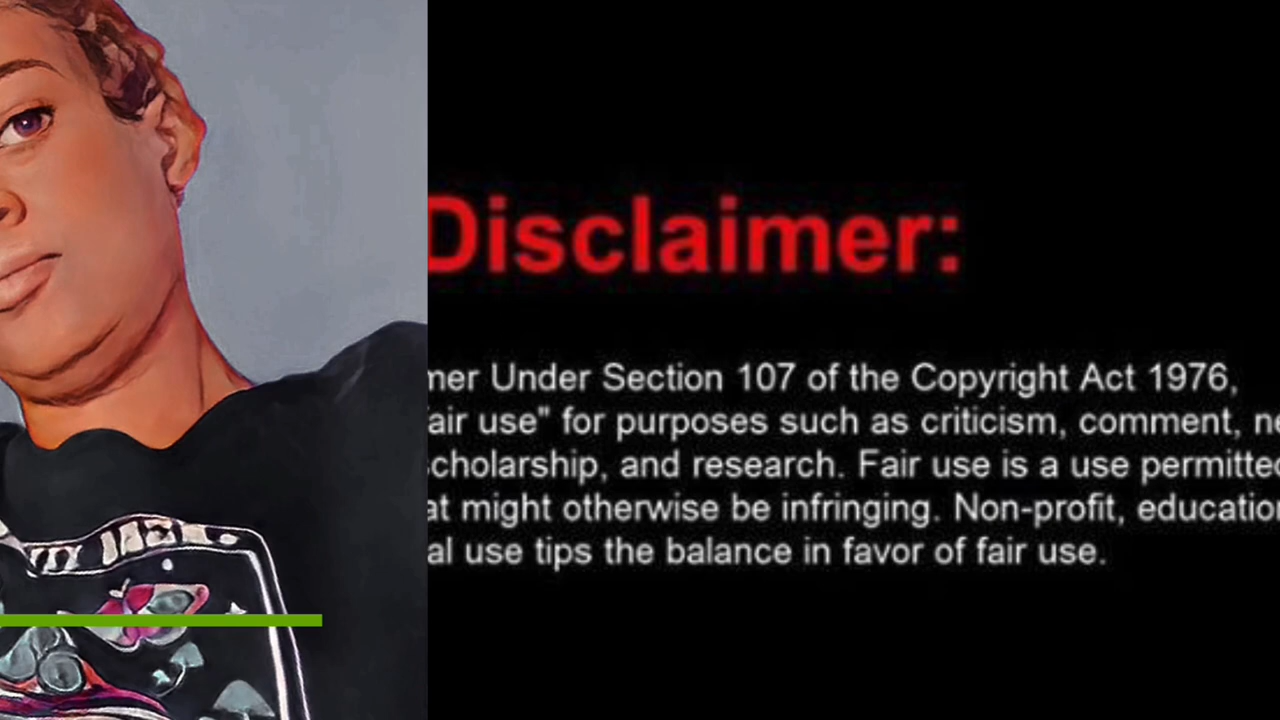 Disclaimer:
mer Under Section 107 of the Copyright Act 1976,
air use" for purposes such as criticism, comment, ne
scholarship, and research. Fair use is a use permitted
at might otherwise be infringing. Non-profit, education
al use tips the balance in favor of fair use.